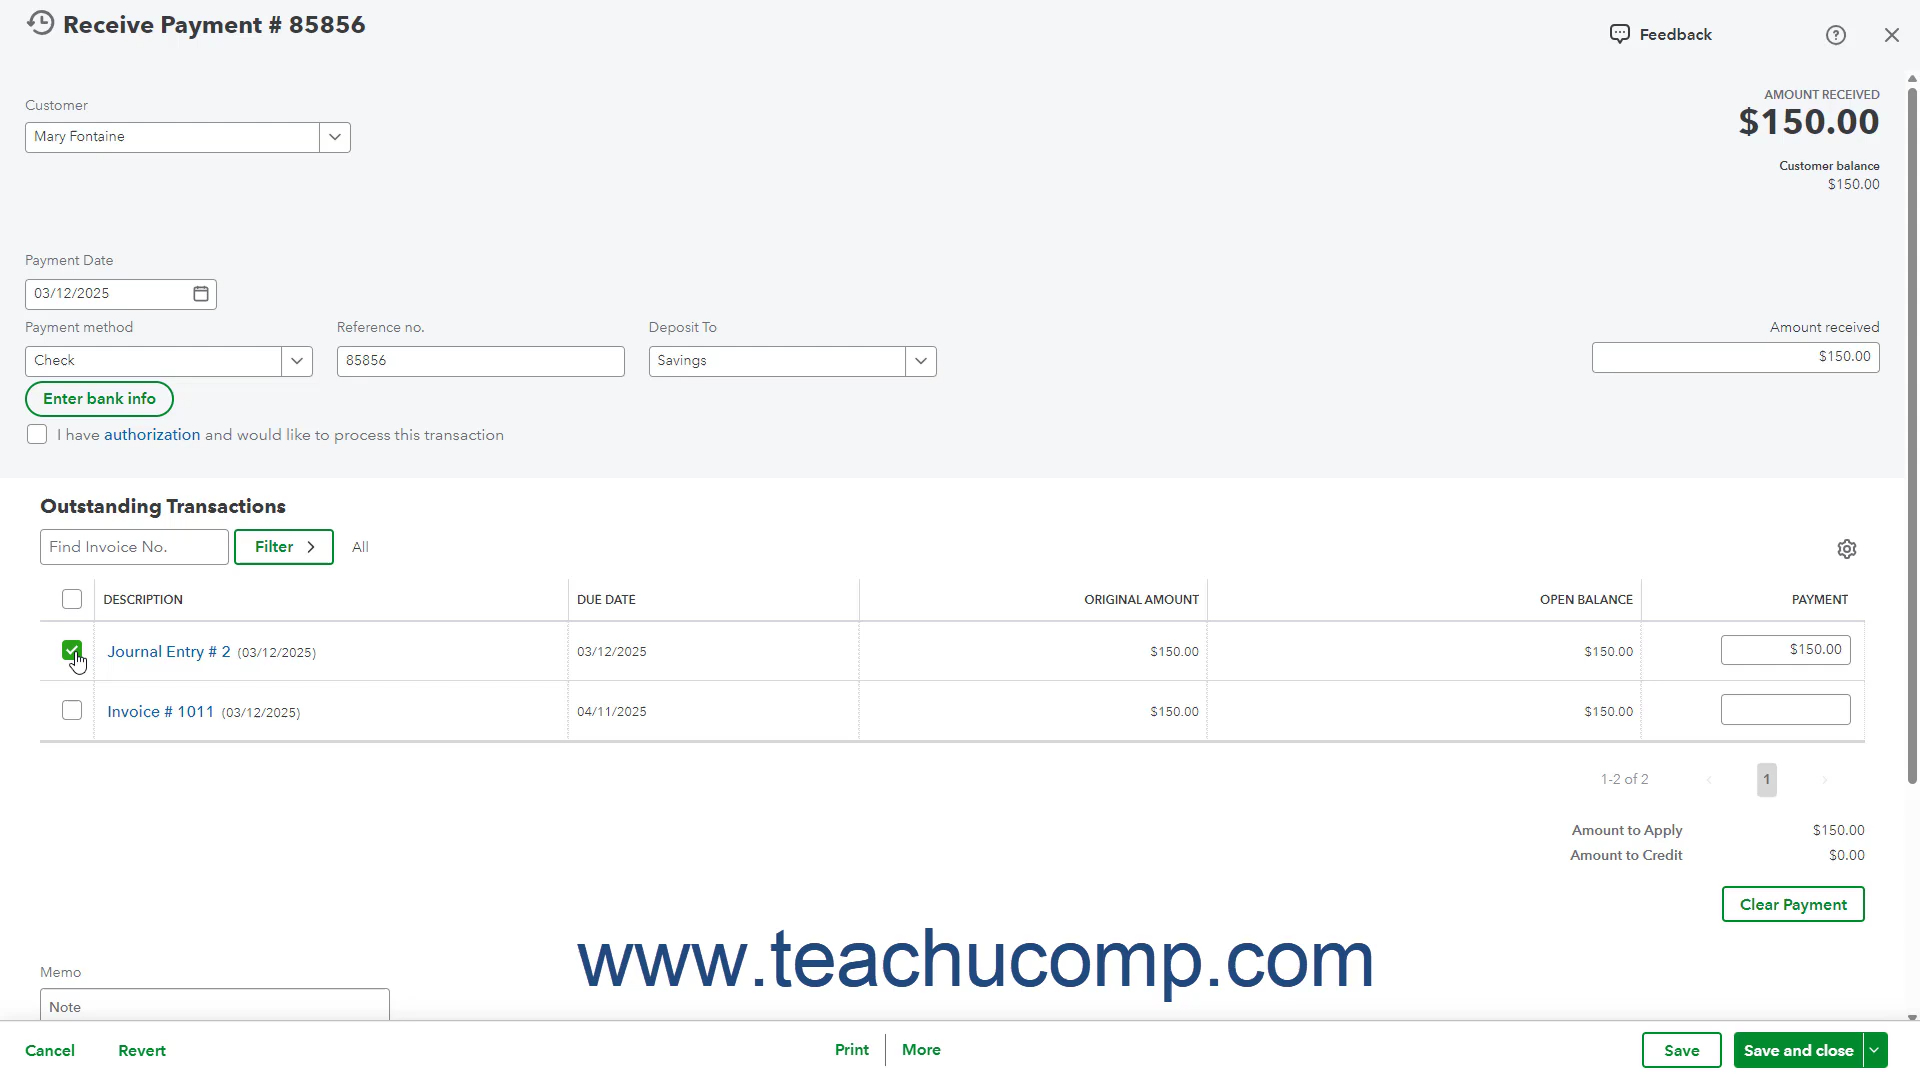 Receive Payment # 85856
Feedback
Customer
Mary Fontaine
AMOUNT RECEIVED
$150.00
Customer balance
$150.00
Payment Date
03/12/2025
Payment method
Reference no.
Deposit To
Amount received
Check
85856
Savings
$150.00
Enter bank info
I have authorization and would like to process this transaction
Outstanding Transactions
Find Invoice No.
Filter
All
DESCRIPTION
DUE DATE
ORIGINAL AMOUNT
OPEN BALANCE
PAYMENT
Journal Entry # 2 (03/12/2025)
03/12/2025
$150.00
$150.00
$150.00
Invoice # 1011 (03/12/2025)
04/11/2025
$150.00
$150.00
1-2 of 2
1
Amount to Apply
$150.00
Amount to Credit
$0.00
Clear Payment
www.teachucomp.com
Memo
Note
Cancel
Revert
Print
More
Save
Save and close